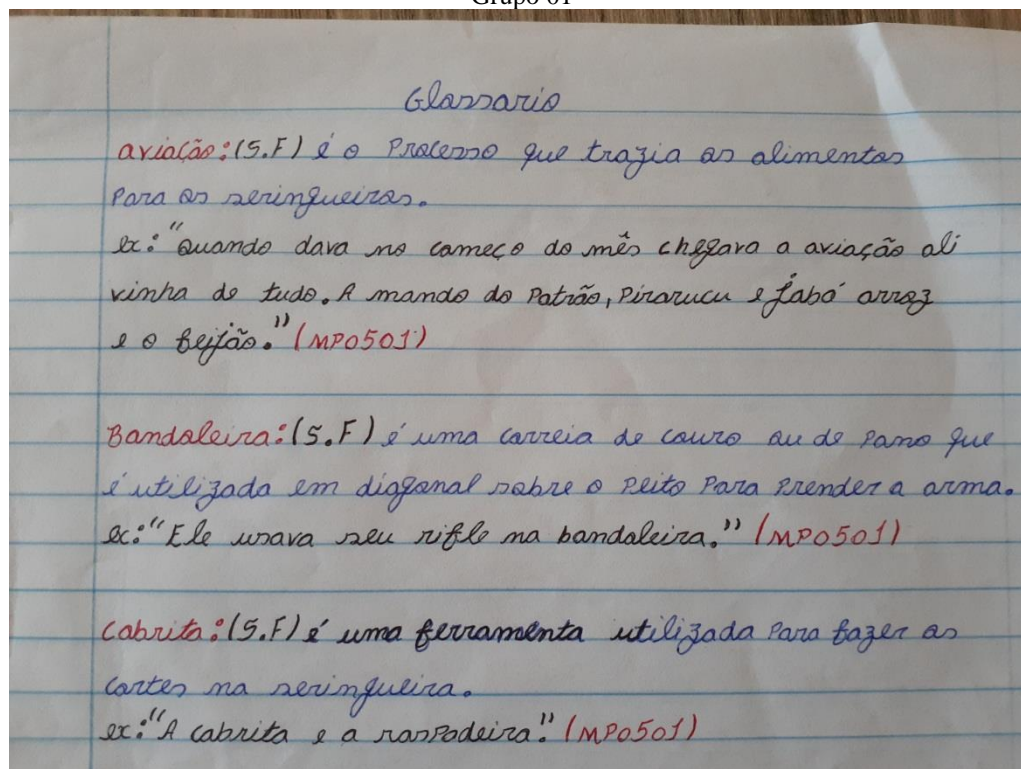 Grupo 01
Glossario
aviação: (S.F) é o Processo que trazia os alimentos
Para os seringueiros.
ex: "Quando dava no começo do mês chegava a aviação ali
vinha de tudo. A mando do Patrão, Pirarucu e jabá arroz
e o feijão." (MP0501)
Bandoleira: (S.F) é uma correia de couro ou de Pano que
é utilizada em diagonal sobre o Peito Para Prender a arma.
ex: "Ele usava seu rifle na bandoleira." (MP0501)
Cabrita: (S.F) é uma ferramenta utilizada Para fazer os
cortes na seringueira.
ex: "A cabrita e a raspadeira." (MP0501)